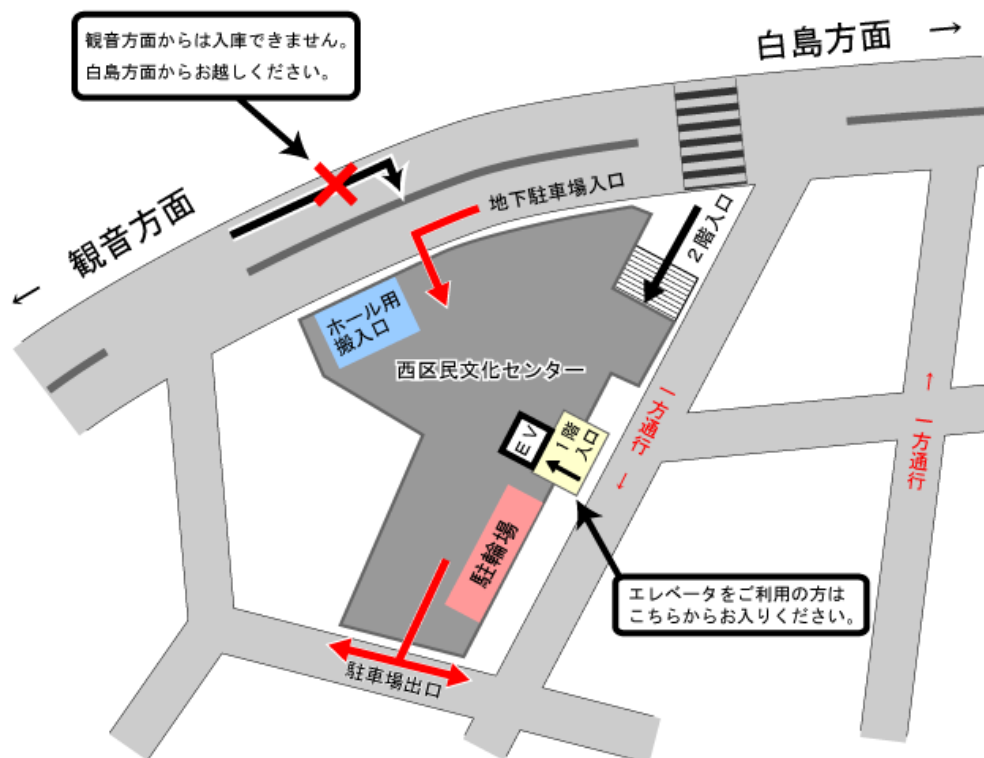 観音方面からは入庫できません。
白島方面からお越しください。
白島方面 →
← 観音方面
地下駐車場入口
2階入口
ホール用
搬入口
西区民文化センター
一方通行 →
← 一方通行
EV
1階
入口
駐輪場
エレベータをご利用の方は
こちらからお入りください。
駐車場出口